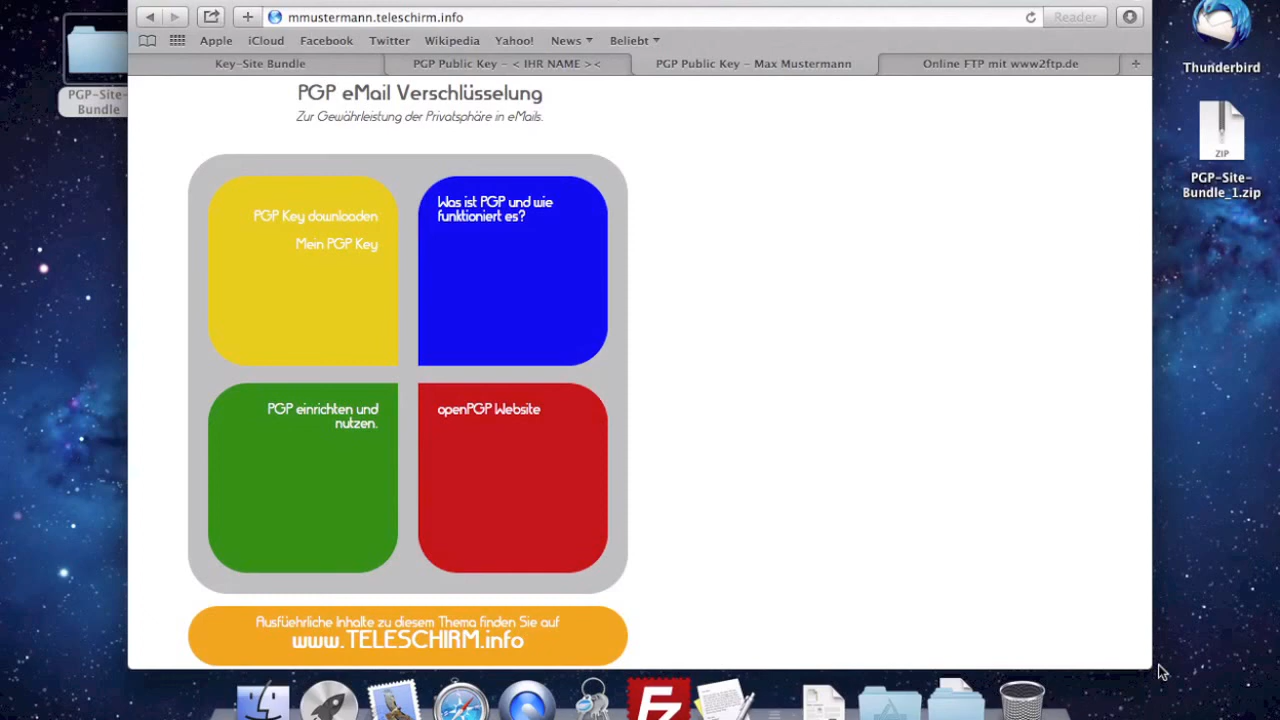 mmustermann.teleschirm.info
Reader
Apple iCloud Facebook Twitter Wikipedia Yahoo! News Beliebt
Key-Site Bundle
PGP Public Key – < IHR NAME > <
PGP Public Key – Max Mustermann
Online FTP mit www2ftp.de
PGP-Site-
Bundle
Thunderbird
ZIP
PGP-Site-
Bundle_1.zip
PGP eMail Verschlüsselung
Zur Gewährleistung der Privatsphäre in eMails.
PGP Key downloaden
Mein PGP Key
Was ist PGP und wie
funktioniert es?
PGP einrichten und
nutzen.
openPGP Website
Ausfüehrliche Inhalte zu diesem Thema finden Sie auf
www.TELESCHIRM.info